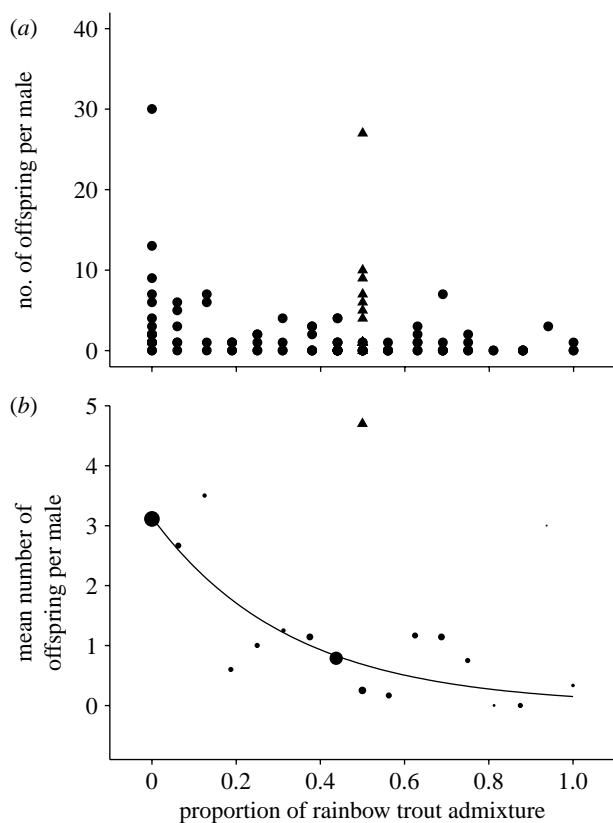 (a)
40
30
20
10
0
no. of offspring per male
(b)
5
4
3
2
1
0
mean number of
offspring per male
0
0.2
0.4
0.6
0.8
1.0
proportion of rainbow trout admixture